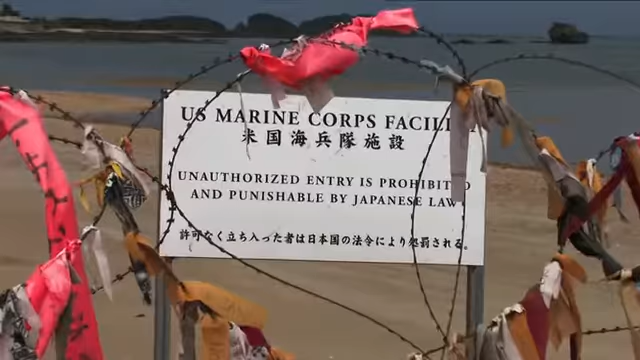 US MARINE CORPS FACILI
米国海兵隊施設
UNAUTHORIZED ENTRY IS PROHIBITED
AND PUNISHABLE BY JAPANESE LAW
許可なく立ち入った者は日本国の法令により処罰される。